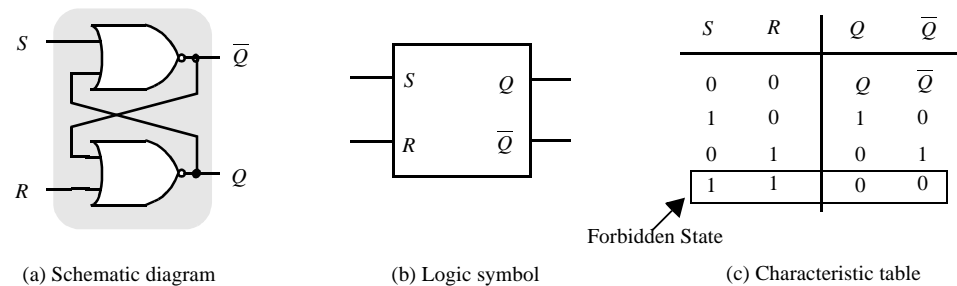 S
Q̅
R
Q
S Q
R Q̅
S R Q Q̅
0 0 Q Q̅
1 0 1 0
0 1 0 1
1 1 0 0
Forbidden State
(a) Schematic diagram
(b) Logic symbol
(c) Characteristic table